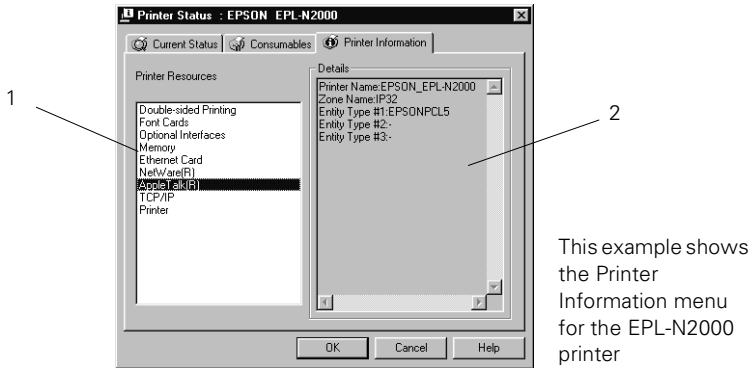 Printer Status : EPSON EPL-N2000
Current Status
Consumables
Printer Information
Printer Resources
Double-sided Printing
Font Cards
Optional Interfaces
Memory
Ethernet Card
NetWare(R)
AppleTalk(R)
TCP/IP
Printer
Details
Printer Name:EPSON_EPL-N2000
Zone Name:IP32
Entity Type #1:EPSONPCL5
Entity Type #2:-
Entity Type #3:-
OK
Cancel
Help
1
2
This example shows
the Printer
Information menu
for the EPL-N2000
printer